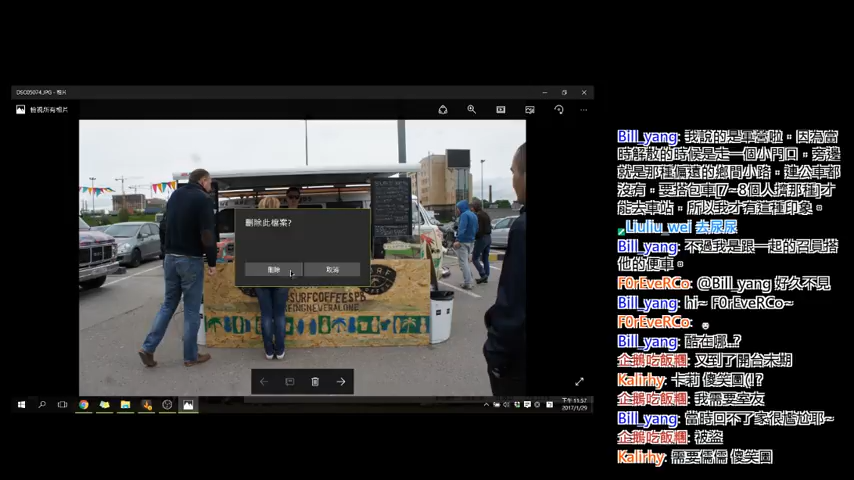 DSC05074.JPG - 相片
檢視所有相片
刪除此檔案?
刪除
取消
SURFCOFFEESPB
下午 11:57
2017/1/29
Bill_yang: 我說的是軍營啦，因為當
時解散的時候是走一個小門口，旁邊
就是那種偏遠的鄉間小路，連公車都
沒有，要搭包車[7~8個人擠那種]才
能去車站，所以我才有這種印象。
Liuliu_wei 去尿尿
Bill_yang: 不過我是跟一起的召員搭
他的便車。
F0rEveRCo: @Bill_yang 好久不見
Bill_yang: hi~ F0rEveRCo~
F0rEveRCo:
Bill_yang: 酷在哪..?
企鵝吃飯糰: 又到了開台末期
Kalirhy: 卡莉 傻笑圖(!?
企鵝吃飯糰: 我需要室友
Bill_yang: 當時回不了家很尷尬耶~
企鵝吃飯糰: 被盜
Kalirhy: 需要儒儒 傻笑圖